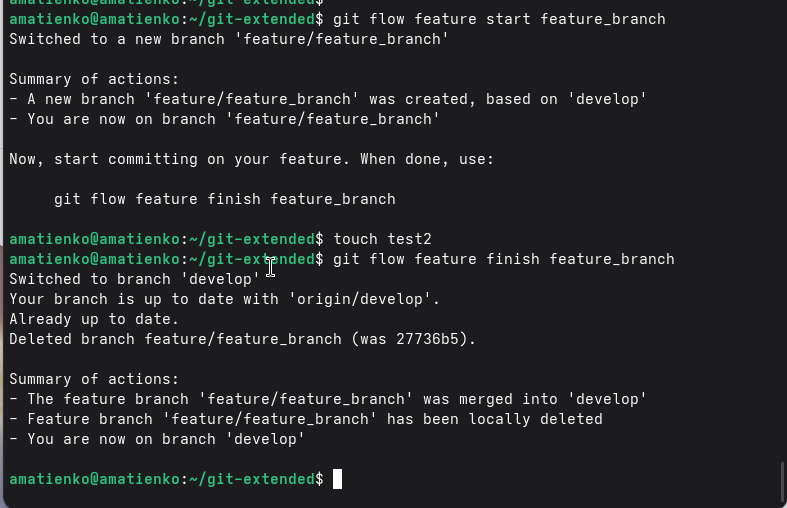 amatienko@amatienko:~/git-extended$
amatienko@amatienko:~/git-extended$ git flow feature start feature_branch
Switched to a new branch 'feature/feature_branch'
Summary of actions:
- A new branch 'feature/feature_branch' was created, based on 'develop'
- You are now on branch 'feature/feature_branch'
Now, start committing on your feature. When done, use:
git flow feature finish feature_branch
amatienko@amatienko:~/git-extended$ touch test2
amatienko@amatienko:~/git-extended$ git flow feature finish feature_branch
Switched to branch 'develop'
Your branch is up to date with 'origin/develop'.
Already up to date.
Deleted branch feature/feature_branch (was 27736b5).
Summary of actions:
- The feature branch 'feature/feature_branch' was merged into 'develop'
- Feature branch 'feature/feature_branch' has been locally deleted
- You are now on branch 'develop'
amatienko@amatienko:~/git-extended$